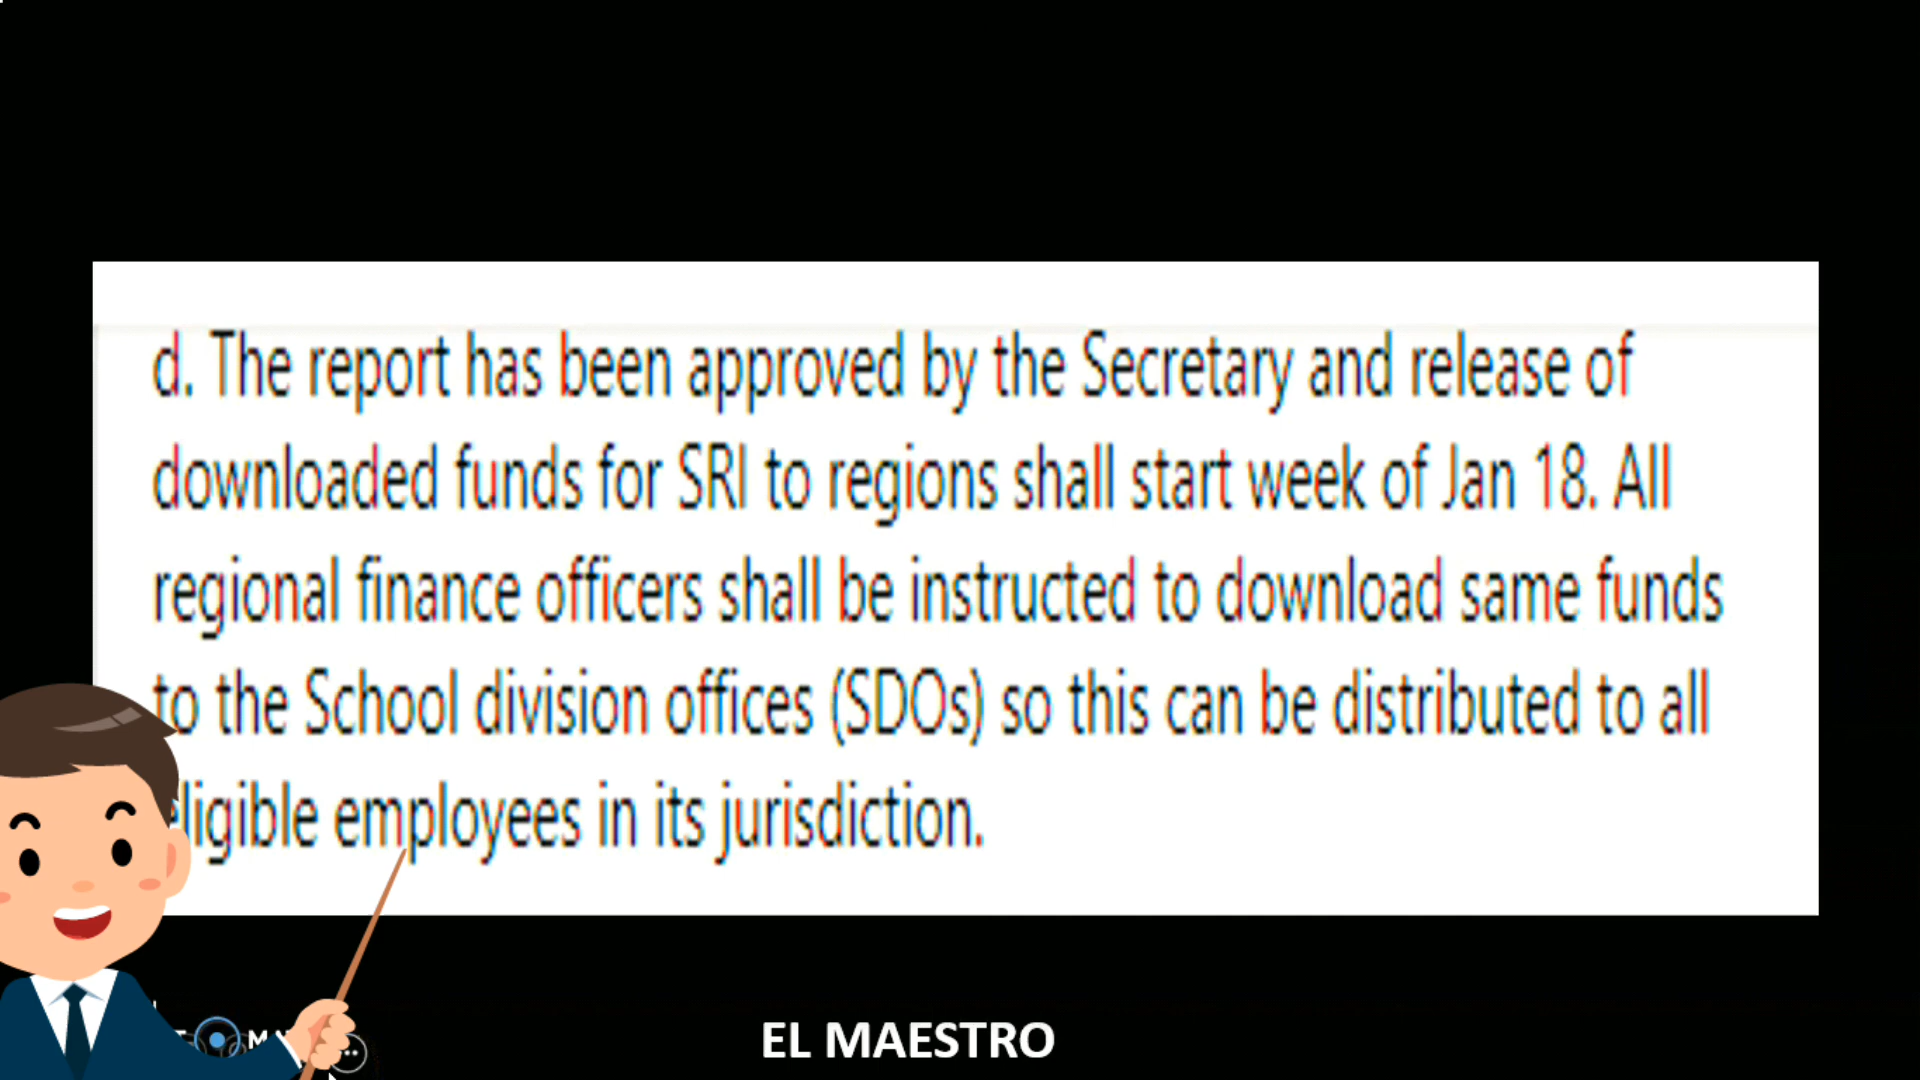 d. The report has been approved by the Secretary and release of
downloaded funds for SRI to regions shall start week of Jan 18. All
regional finance officers shall be instructed to download same funds
to the School division offices (SDOs) so this can be distributed to all
eligible employees in its jurisdiction.
EL MAESTRO